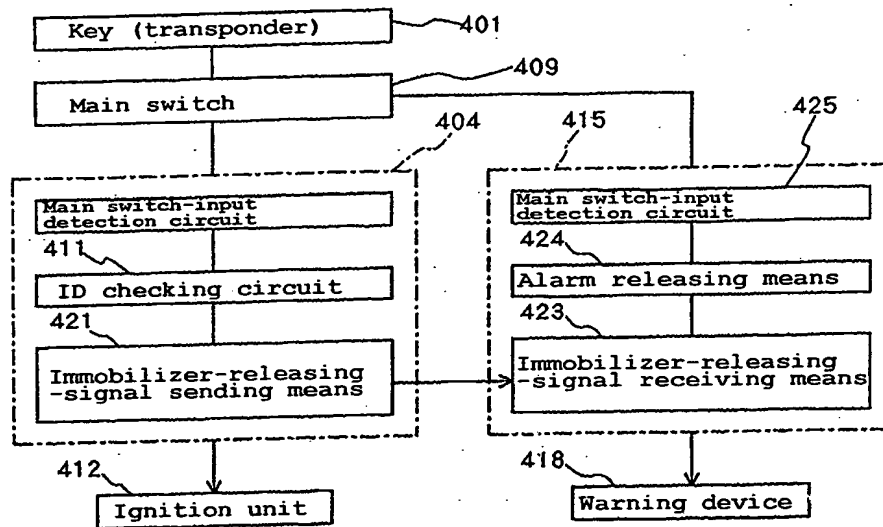 Key (transponder)
401
409
Main switch
404
415
425
Main switch-input
detection circuit
411
ID checking circuit
421
Immobilizer-releasing
-signal sending means
Main switch-input
detection circuit
424
Alarm releasing means
423
Immobilizer-releasing
-signal receiving means
412
Ignition unit
418
Warning device